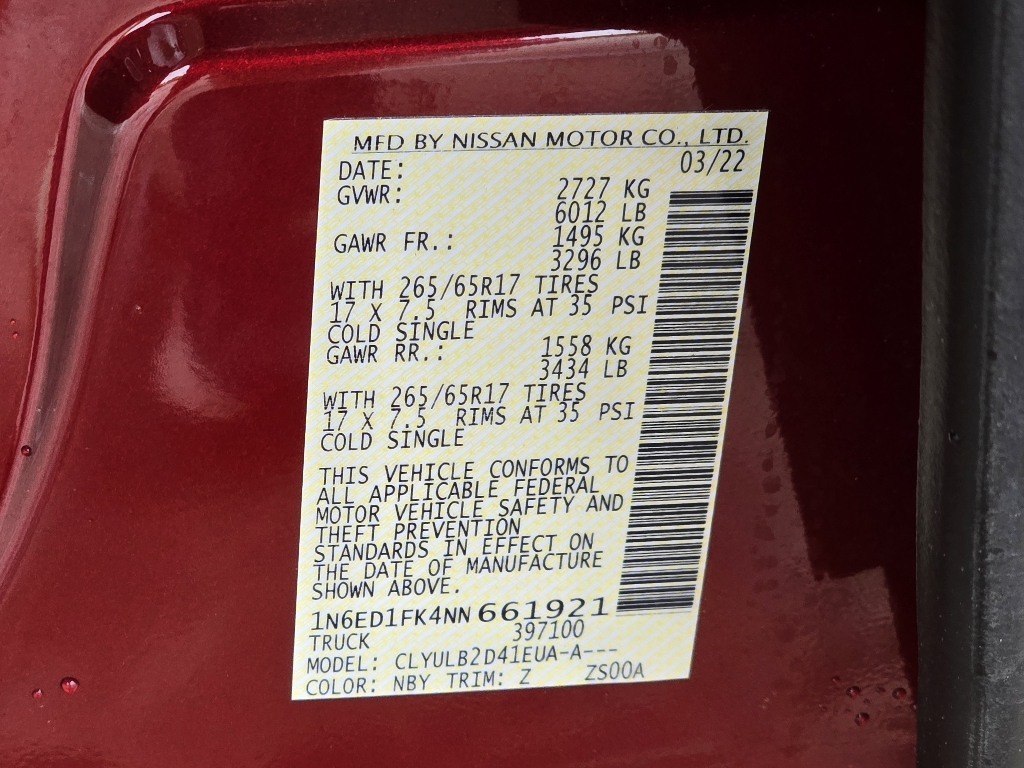 MFD BY NISSAN MOTOR CO., LTD.
DATE: 03/22
GVWR: 2727 KG
6012 LB
GAWR FR.: 1495 KG
3296 LB
WITH 265/65R17 TIRES
17 X 7.5 RIMS AT 35 PSI
COLD SINGLE
GAWR RR.: 1558 KG
3434 LB
WITH 265/65R17 TIRES
17 X 7.5 RIMS AT 35 PSI
COLD SINGLE
THIS VEHICLE CONFORMS TO
ALL APPLICABLE FEDERAL
MOTOR VEHICLE SAFETY AND
THEFT PREVENTION
STANDARDS IN EFFECT ON
THE DATE OF MANUFACTURE
SHOWN ABOVE.
1N6ED1FK4NN661921
TRUCK 397100
MODEL: CLYULB2D41EUA-A---
COLOR: NBY TRIM: Z ZS00A